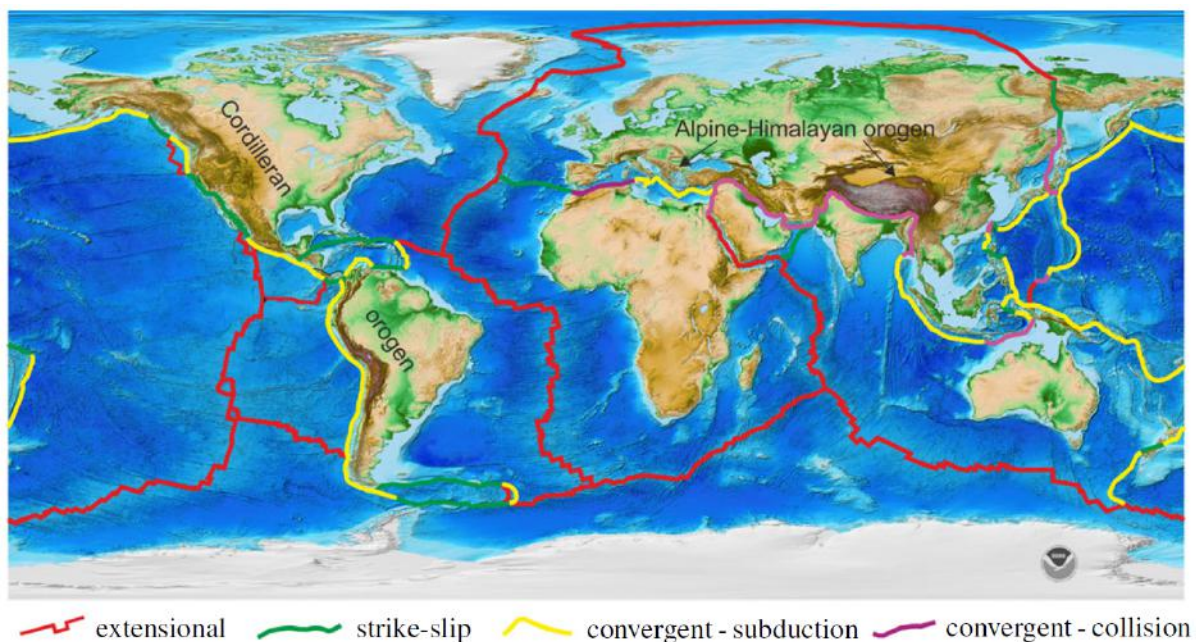 Cordilleran
Alpine-Himalayan orogen
orogen
extensional
strike-slip
convergent - subduction
convergent - collision